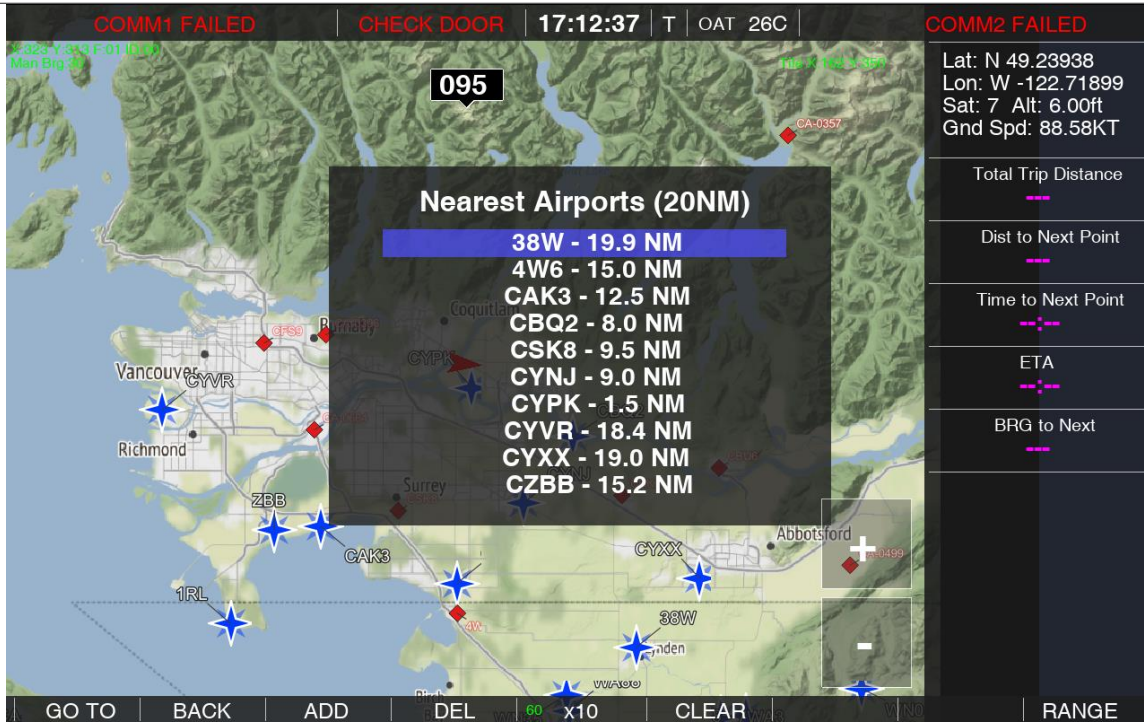 COMM1 FAILED
CHECK DOOR
17:12:37
T
OAT 26C
COMM2 FAILED
Man Brg
095
Lat: N 49.23938
Lon: W -122.71899
Sat: 7 Alt: 6.00ft
Gnd Spd: 88.58KT
CA-0357
Total Trip Distance
---
Dist to Next Point
---
Time to Next Point
--:--
ETA
--:--
BRG to Next
---
Nearest Airports (20NM)
38W - 19.9 NM
4W6 - 15.0 NM
CAK3 - 12.5 NM
CBQ2 - 8.0 NM
CSK8 - 9.5 NM
CYNJ - 9.0 NM
CYPK - 1.5 NM
CYVR - 18.4 NM
CYXX - 19.0 NM
CZBB - 15.2 NM
Coquitlam
CFS9
Burnaby
CYPK
Vancouver
CYVR
Richmond
CYNJ
Surrey
ZBB
CAK3
CYXX
Abbotsford
+
1RL
38W
-
GO TO
BACK
ADD
DEL
60
x10
CLEAR
RANGE